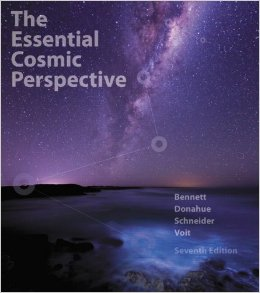 The
Essential
Cosmic
Perspective
Bennett
Donahue
Schneider
Voit
Seventh Edition